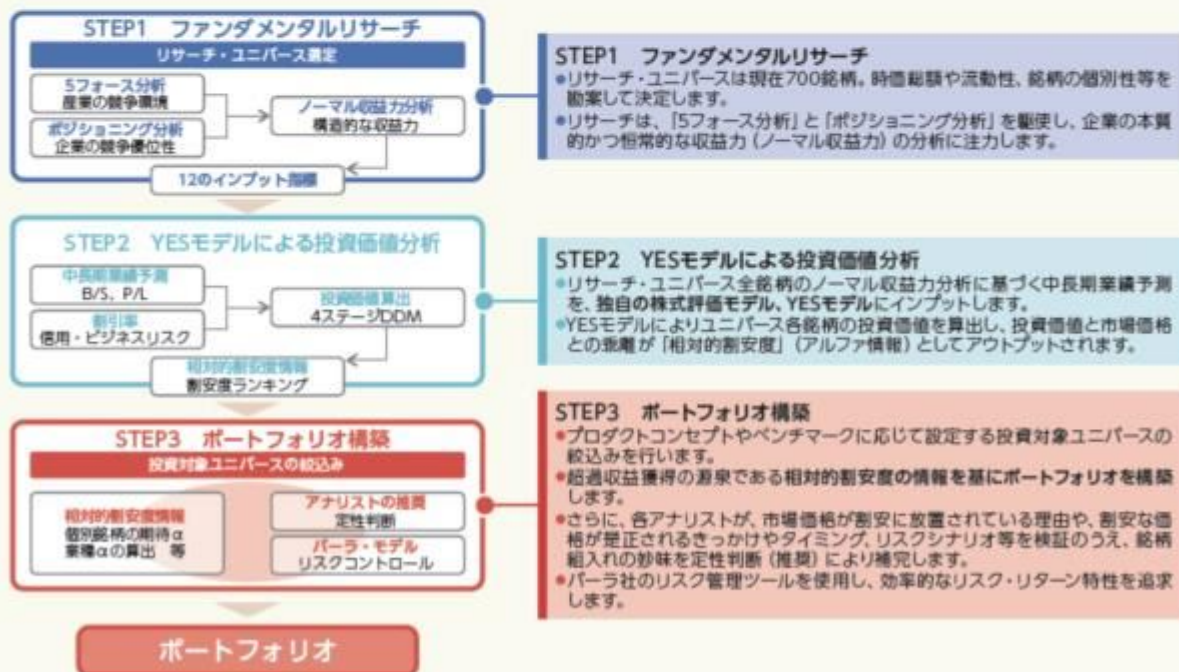 STEP1 ファンダメンタルリサーチ
リサーチ・ユニバース選定
5フォース分析
産業の競争環境
ポジショニング分析
企業の競争優位性
ノーマル収益力分析
構造的な収益力
12のインプット指標
STEP1 ファンダメンタルリサーチ
●リサーチ・ユニバースは現在700銘柄。時価総額や流動性、銘柄の個別性等を
勘案して決定します。
●リサーチは、「5フォース分析」と「ポジショニング分析」を駆使し、企業の本質
的かつ恒常的な収益力（ノーマル収益力）の分析に注力します。
STEP2 YESモデルによる投資価値分析
中長期業績予測
B/S、P/L
割引率
信用・ビジネスリスク
投資価値算出
4ステージDDM
相対的割安度情報
割安度ランキング
STEP2 YESモデルによる投資価値分析
●リサーチ・ユニバース全銘柄のノーマル収益力分析に基づく中長期業績予測
を、独自の株式評価モデル、YESモデルにインプットします。
●YESモデルによりユニバース各銘柄の投資価値を算出し、投資価値と市場価格
との乖離が「相対的割安度」（アルファ情報）としてアウトプットされます。
STEP3 ポートフォリオ構築
投資対象ユニバースの絞込み
相対的割安度情報
個別銘柄の期待α
業種αの算出 等
アナリストの推奨
定性判断
バーラ・モデル
リスクコントロール
STEP3 ポートフォリオ構築
●プロダクトコンセプトやベンチマークに応じて設定する投資対象ユニバースの
絞込みを行います。
●超過収益獲得の源泉である相対的割安度の情報を基にポートフォリオを構築
します。
●さらに、各アナリストが、市場価格が割安に放置されている理由や、割安な価
格が是正されるきっかけやタイミング、リスクシナリオ等を検証のうえ、銘柄
組入れの妙味を定性判断（推奨）により補完します。
●バーラ社のリスク管理ツールを使用し、効率的なリスク・リターン特性を追求
します。
ポートフォリオ